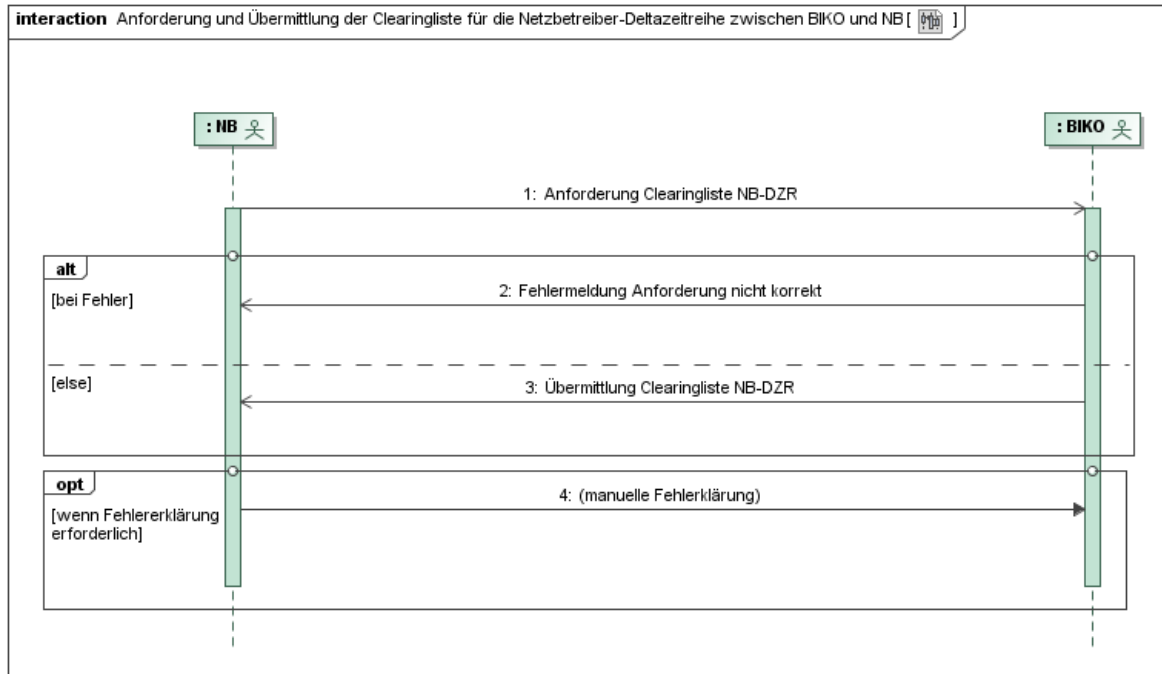 interaction Anforderung und Übermittlung der Clearingliste für die Netzbetreiber-Deltazeitreihe zwischen BIKO und NB [ ]
: NB
: BIKO
1: Anforderung Clearingliste NB-DZR
alt
[bei Fehler]
2: Fehlermeldung Anforderung nicht korrekt
[else]
3: Übermittlung Clearingliste NB-DZR
opt
[wenn Fehlererklärung
erforderlich]
4: (manuelle Fehlerklärung)